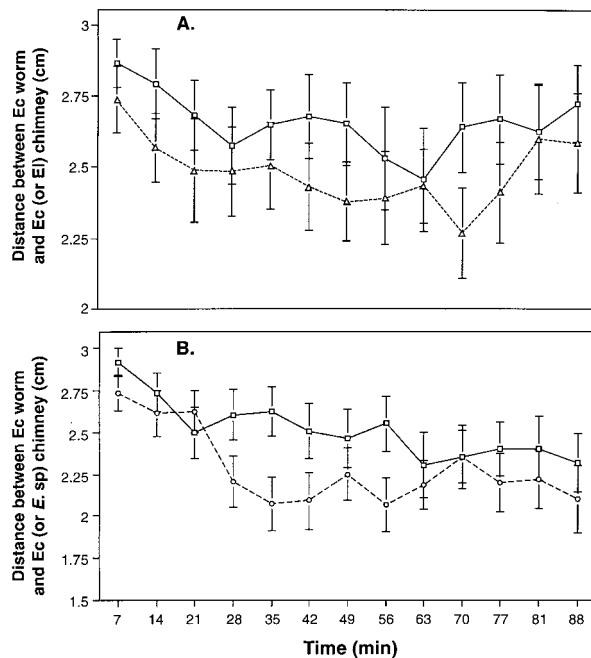 A.
Distance between Ec worm
and Ec (or El) chimney (cm)
3
2.75
2.5
2.25
2
B.
Distance between Ec worm
and Ec (or E. sp) chimney (cm)
3
2.75
2.5
2.25
2
1.75
1.5
7 14 21 28 35 42 49 56 63 70 77 81 88
Time (min)